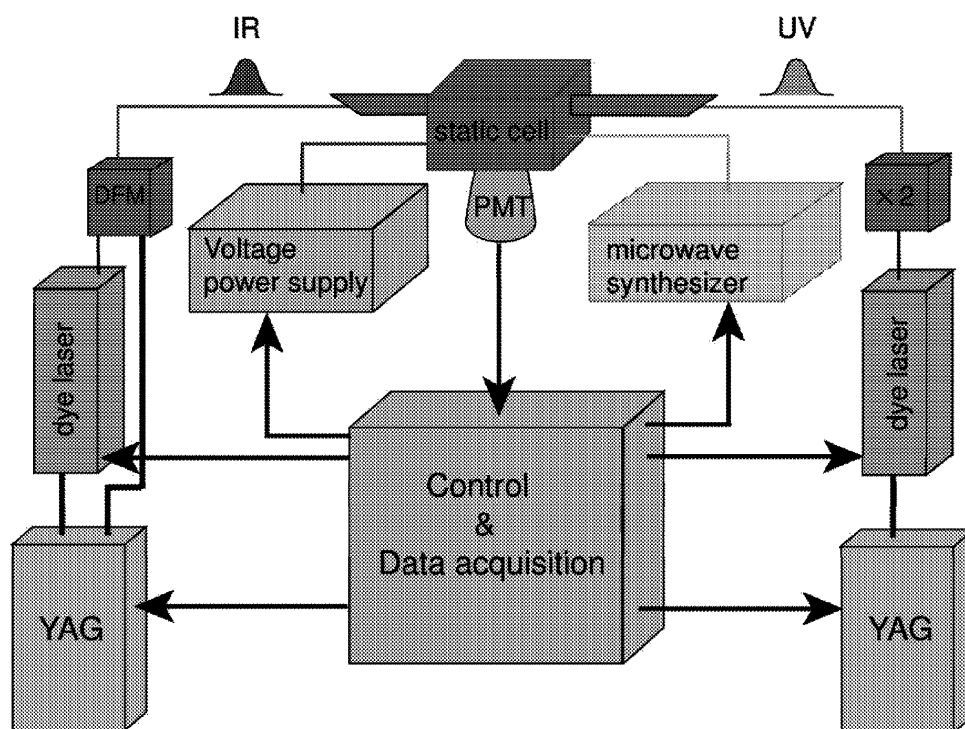 IR
UV
static cell
DFM
PMT
× 2
Voltage
power supply
microwave
synthesizer
dye laser
dye laser
Control
&
Data acquisition
YAG
YAG